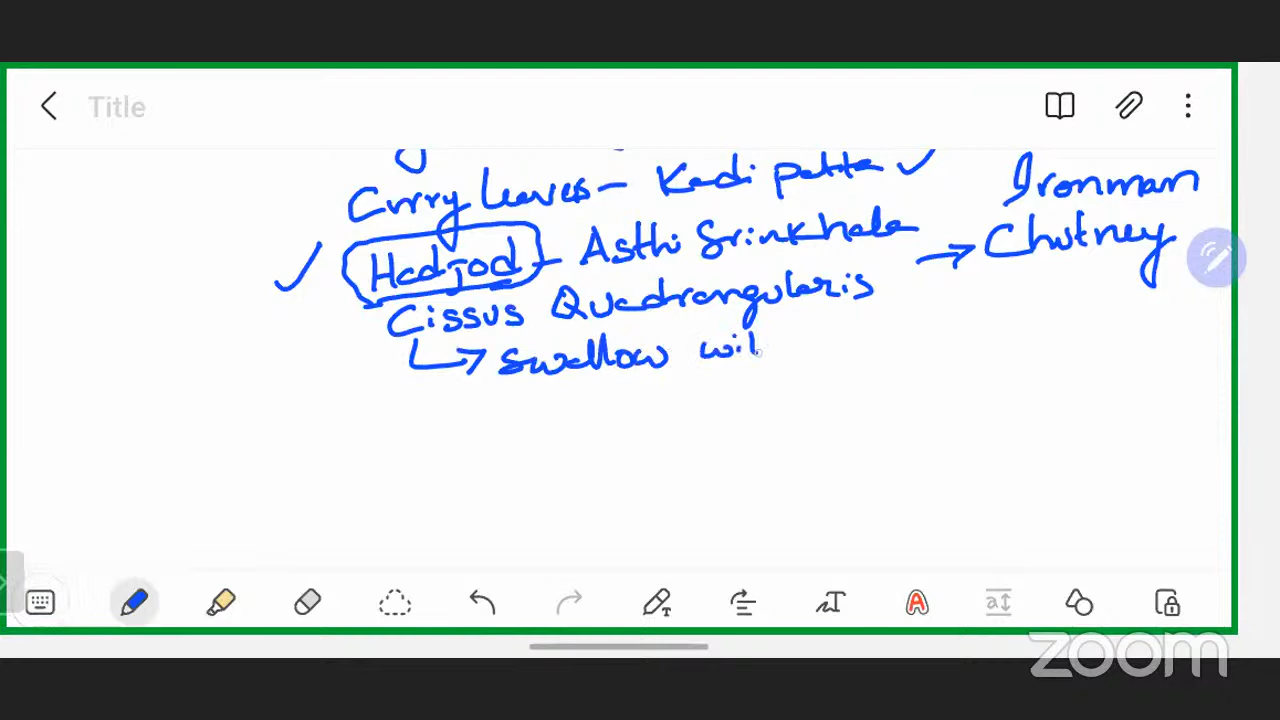 Title
Curry leaves - Kadi patta ✓
✓ Hadjod - Asthi Srinkhala
Cissus Quadrangularis
↳ swallow wil
→ Ironman
Chutney
zoom